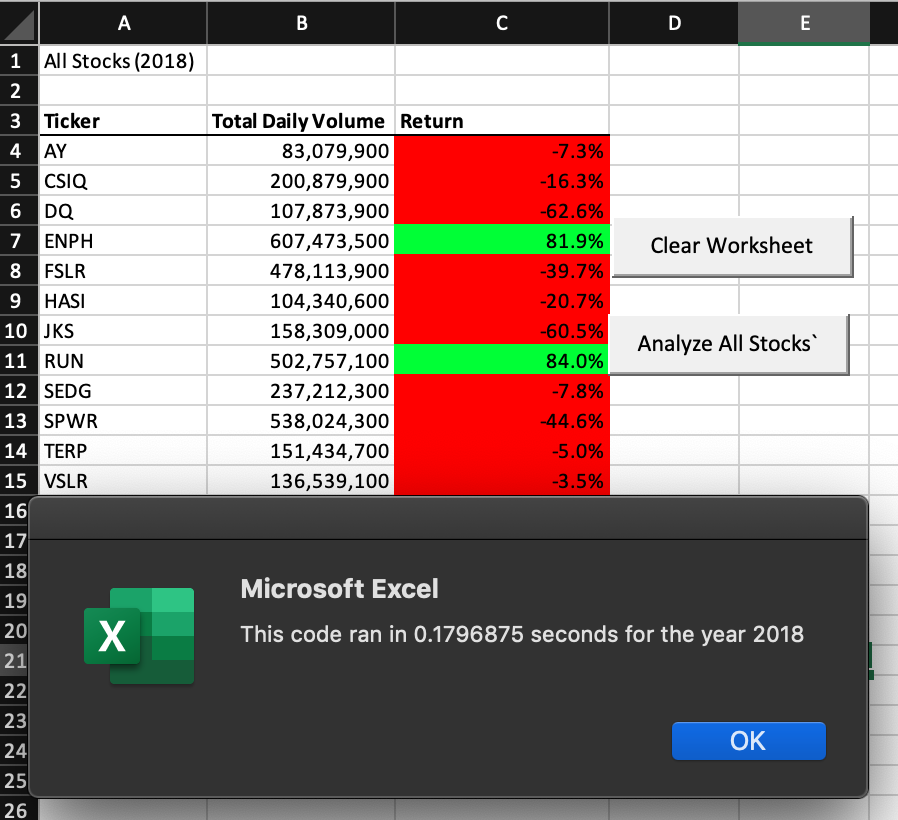 A B C D E
1 All Stocks (2018)
2
3 Ticker Total Daily Volume Return
4 AY 83,079,900 -7.3%
5 CSIQ 200,879,900 -16.3%
6 DQ 107,873,900 -62.6%
7 ENPH 607,473,500 81.9%
Clear Worksheet
8 FSLR 478,113,900 -39.7%
9 HASI 104,340,600 -20.7%
10 JKS 158,309,000 -60.5%
Analyze All Stocks`
11 RUN 502,757,100 84.0%
12 SEDG 237,212,300 -7.8%
13 SPWR 538,024,300 -44.6%
14 TERP 151,434,700 -5.0%
15 VSLR 136,539,100 -3.5%
16
17
18
19
20
21
22
23
24
25
26
Microsoft Excel
X
This code ran in 0.1796875 seconds for the year 2018
OK